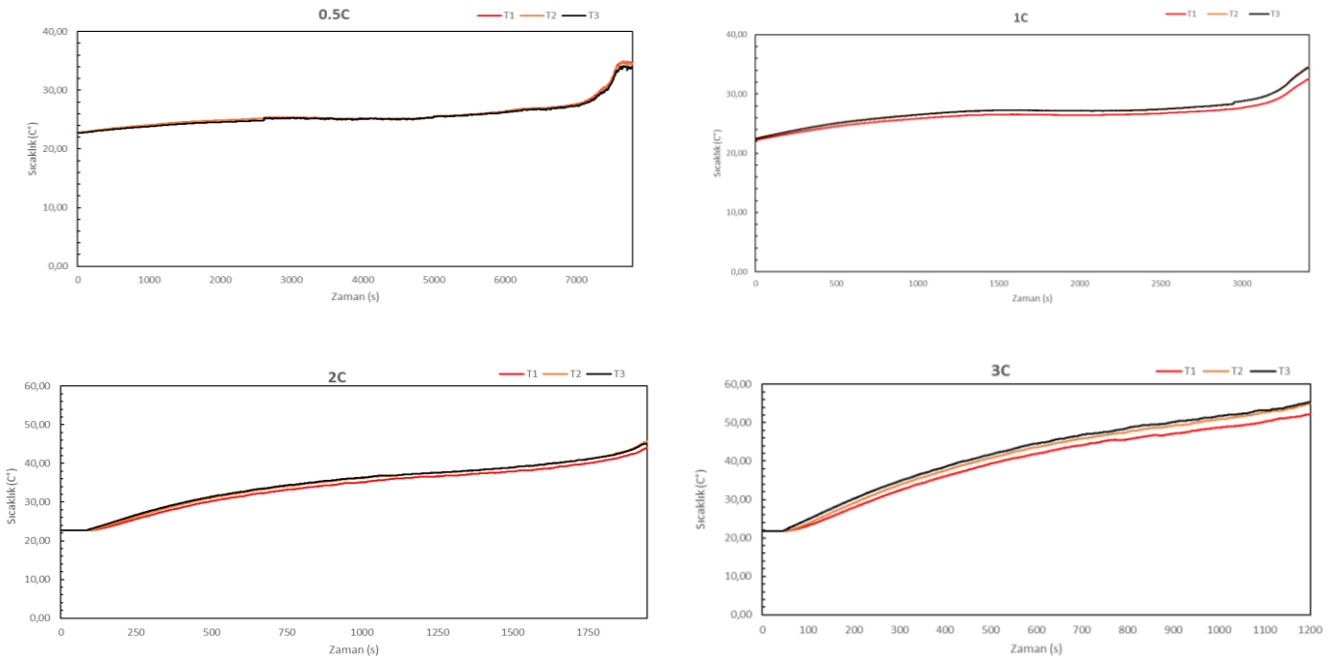 0.5C
T1 T2 T3
40,00
30,00
20,00
10,00
0,00
Sıcaklık (C°)
0 1000 2000 3000 4000 5000 6000 7000
Zaman (s)
1C
T1 T2 T3
40,00
30,00
20,00
10,00
0,00
Sıcaklık (C°)
0 500 1000 1500 2000 2500 3000
Zaman (s)
2C
T1 T2 T3
60,00
50,00
40,00
30,00
20,00
10,00
0,00
Sıcaklık (C°)
0 250 500 750 1000 1250 1500 1750
Zaman (s)
3C
T1 T2 T3
60,00
50,00
40,00
30,00
20,00
10,00
0,00
Sıcaklık (C°)
0 100 200 300 400 500 600 700 800 900 1000 1100 1200
Zaman (s)